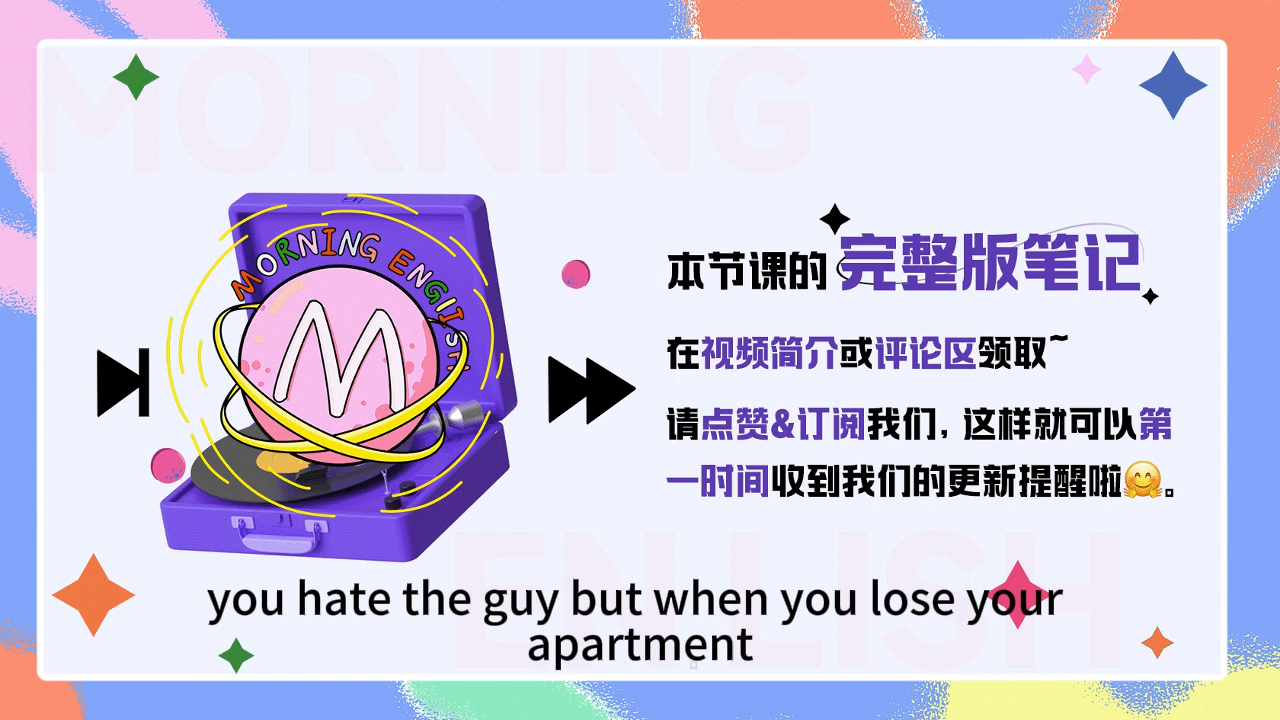 MORNING
MORNING ENGLISH
M
本节课的 完整版笔记
在视频简介或评论区领取~
请点赞&订阅我们, 这样就可以第
一时间收到我们的更新提醒啦🤗。
ENGLISH
you hate the guy but when you lose your
apartment